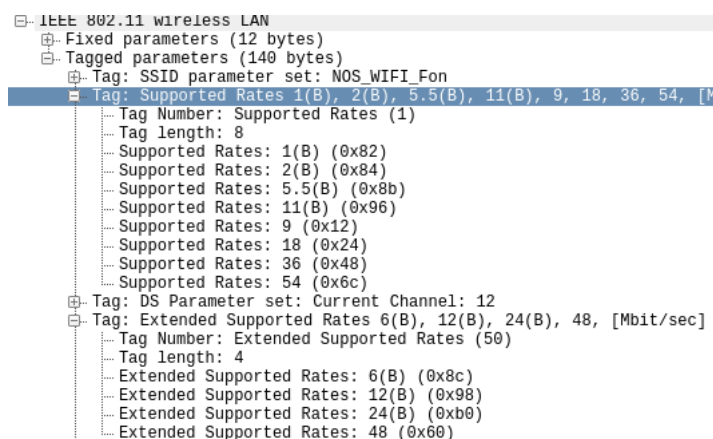 IEEE 802.11 wireless LAN
Fixed parameters (12 bytes)
Tagged parameters (140 bytes)
Tag: SSID parameter set: NOS_WIFI_Fon
Tag: Supported Rates 1(B), 2(B), 5.5(B), 11(B), 9, 18, 36, 54, [M
Tag Number: Supported Rates (1)
Tag length: 8
Supported Rates: 1(B) (0x82)
Supported Rates: 2(B) (0x84)
Supported Rates: 5.5(B) (0x8b)
Supported Rates: 11(B) (0x96)
Supported Rates: 9 (0x12)
Supported Rates: 18 (0x24)
Supported Rates: 36 (0x48)
Supported Rates: 54 (0x6c)
Tag: DS Parameter set: Current Channel: 12
Tag: Extended Supported Rates 6(B), 12(B), 24(B), 48, [Mbit/sec]
Tag Number: Extended Supported Rates (50)
Tag length: 4
Extended Supported Rates: 6(B) (0x8c)
Extended Supported Rates: 12(B) (0x98)
Extended Supported Rates: 24(B) (0xb0)
Extended Supported Rates: 48 (0x60)